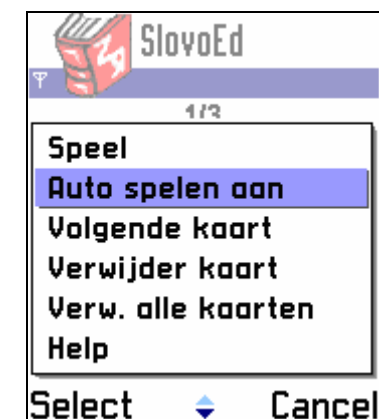 SlovoEd
1/3
Speel
Auto spelen aan
Volgende kaart
Verwijder kaart
Verw. alle kaarten
Help
Select Cancel